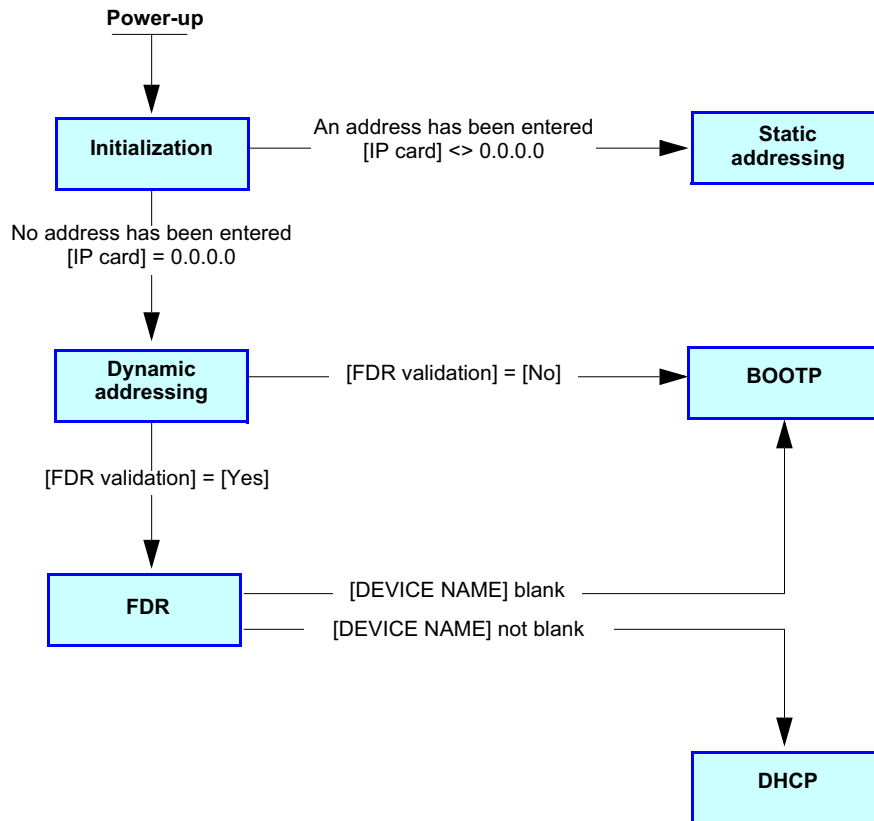 Power-up
Initialization
An address has been entered
[IP card] <> 0.0.0.0
Static
addressing
No address has been entered
[IP card] = 0.0.0.0
Dynamic
addressing
[FDR validation] = [No]
BOOTP
[FDR validation] = [Yes]
FDR
[DEVICE NAME] blank
[DEVICE NAME] not blank
DHCP